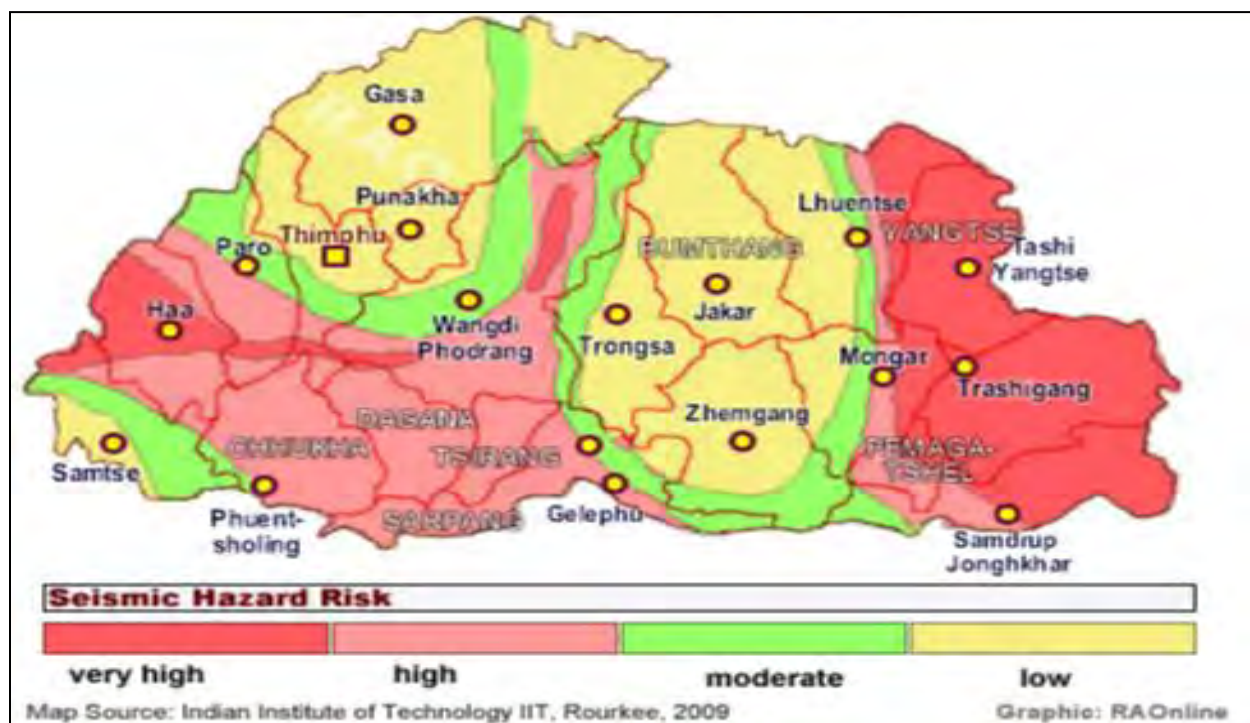 Gasa
Punakha
Thimphu
Paro
Haa
Wangdi
Phodrang
Lhuentse
YANGTSE
Tashi
Yangtse
BUMTHANG
Jakar
Trongsa
Mongar
Trashigang
Zhemgang
DAGANA
CHHUKHA
TSIRANG
PEMAGA-
YSHEL
Samtse
Phuent-
sholing
SARPANG
Gelephu
Samdrup
Jonghkhar
Seismic Hazard Risk
very high
high
moderate
low
Map Source: Indian Institute of Technology IIT, Rourkee, 2009
Graphic: RAOnline